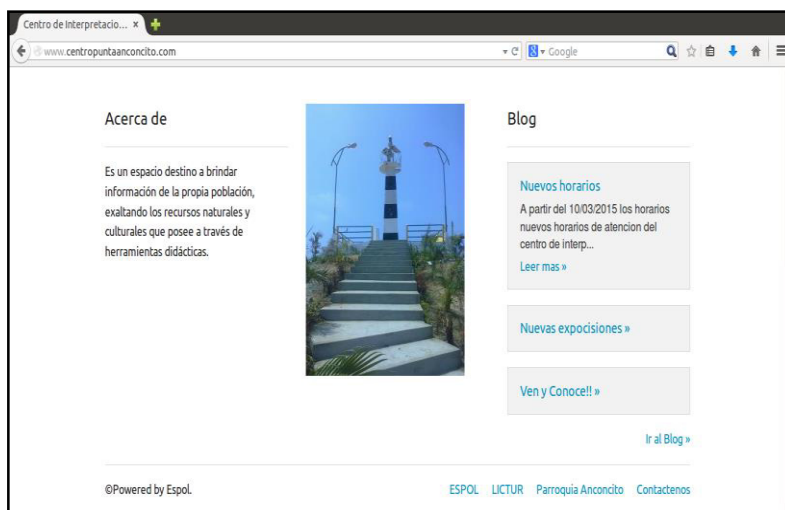 Centro de Interpretacio... ×
www.centropuntaanconcito.com
Google
Acerca de
Es un espacio destino a brindar
información de la propia población,
exaltando los recursos naturales y
culturales que posee a través de
herramientas didácticas.
Blog
Nuevos horarios
A partir del 10/03/2015 los horarios
nuevos horarios de atencion del
centro de interp...
Leer mas »
Nuevas expocisiones »
Ven y Conoce!! »
Ir al Blog »
©Powered by Espol.
ESPOL LICTUR Parroquia Anconcito Contactenos